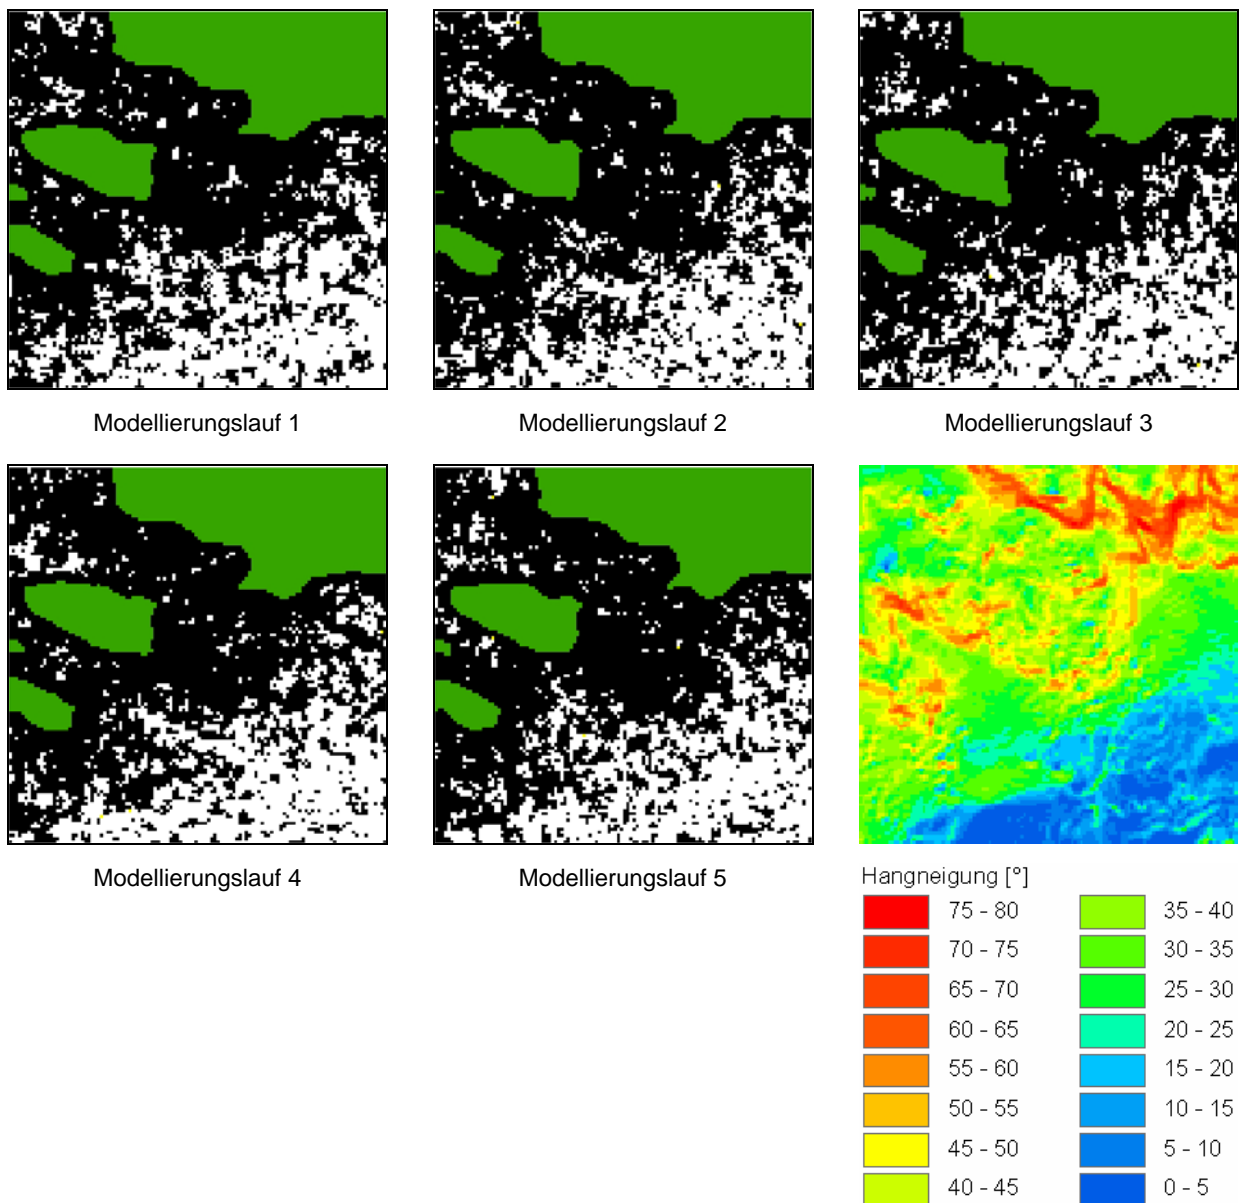 Modellierungslauf 1
Modellierungslauf 2
Modellierungslauf 3
Modellierungslauf 4
Modellierungslauf 5
Hangneigung [°]
75 - 80
70 - 75
65 - 70
60 - 65
55 - 60
50 - 55
45 - 50
40 - 45
35 - 40
30 - 35
25 - 30
20 - 25
15 - 20
10 - 15
5 - 10
0 - 5